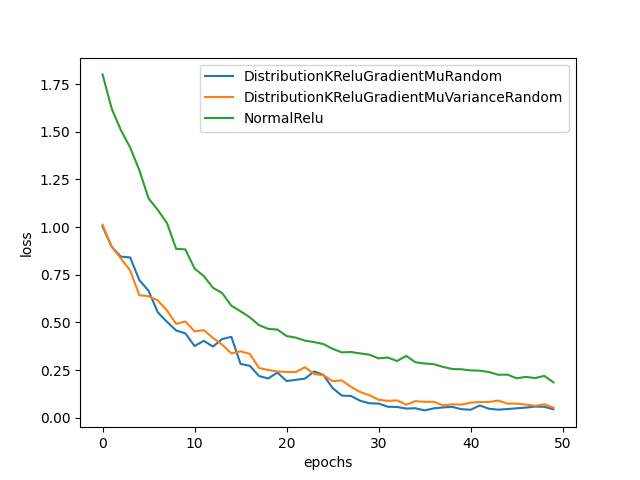 DistributionKReluGradientMuRandom
DistributionKReluGradientMuVarianceRandom
NormalRelu
1.75
1.50
1.25
1.00
0.75
0.50
0.25
0.00
loss
0 10 20 30 40 50
epochs